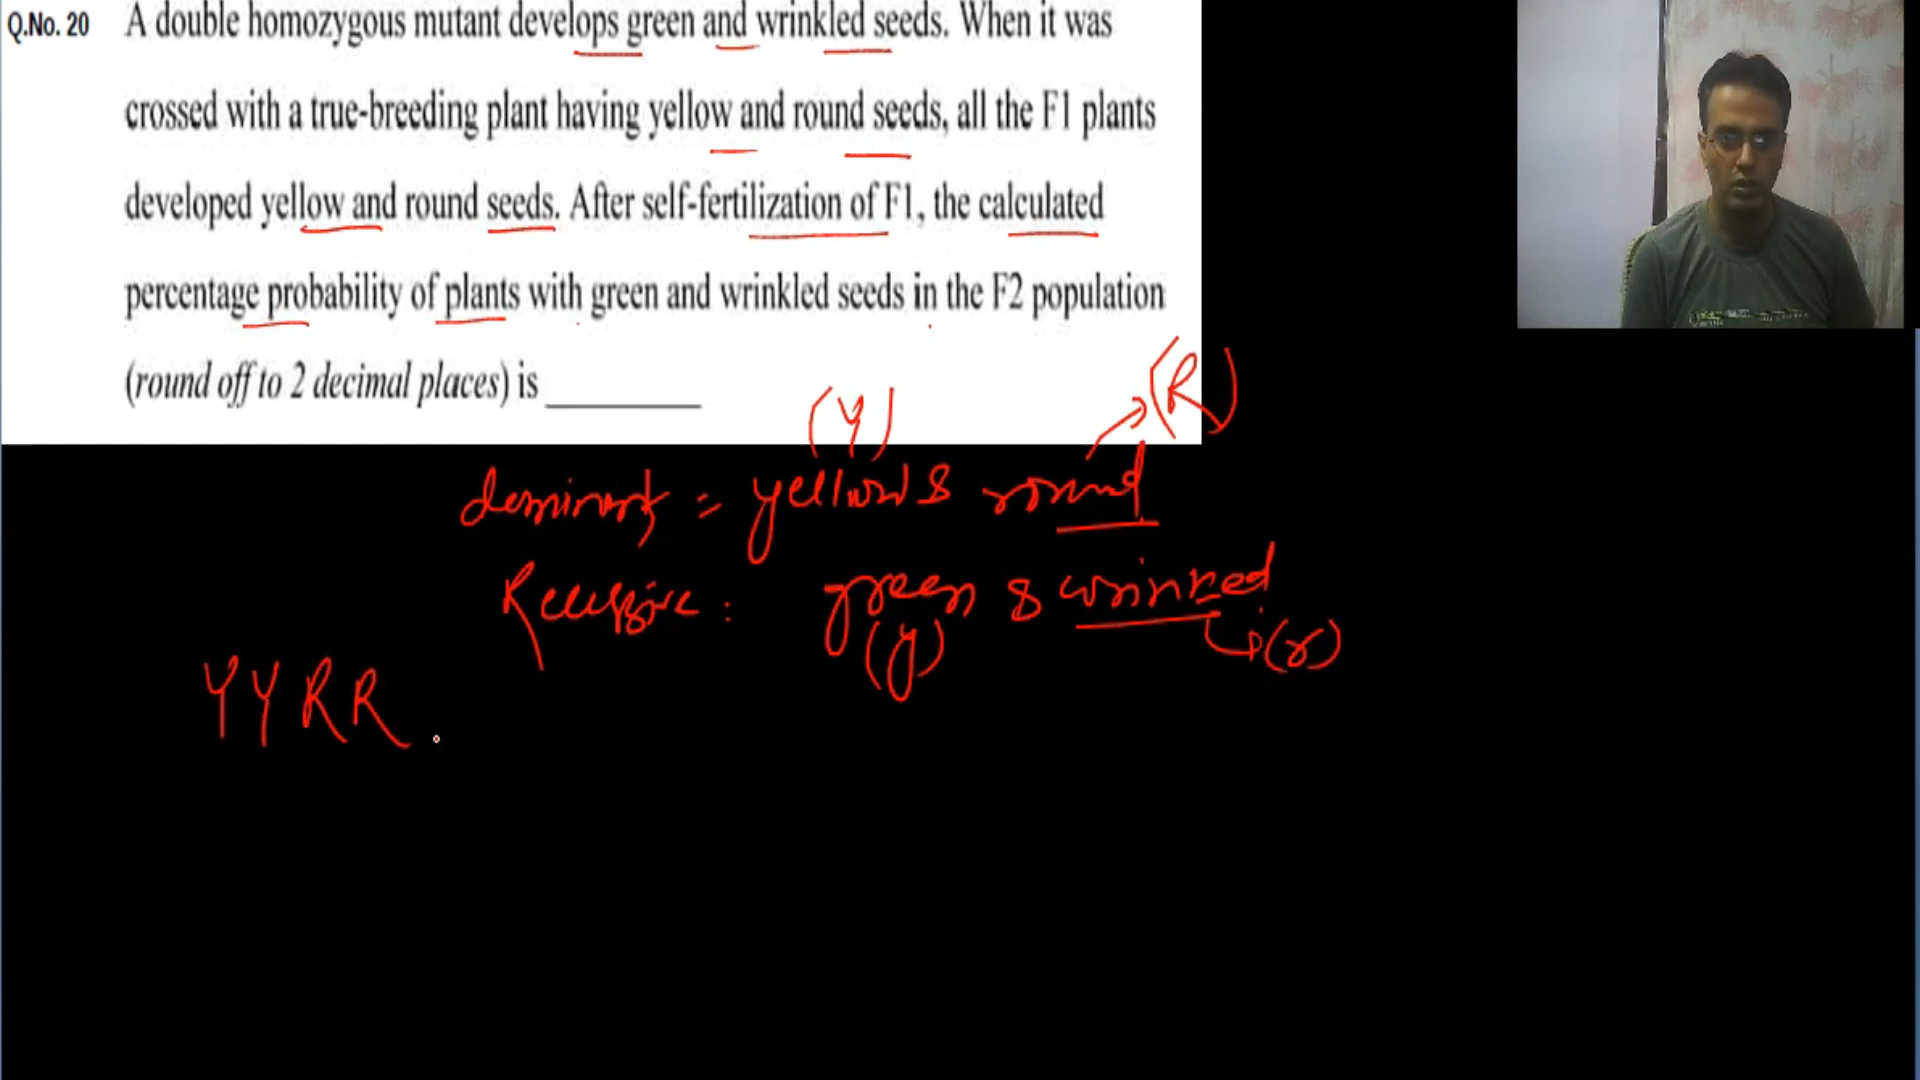 Q.No. 20 A double homozygous mutant develops green and wrinkled seeds. When it was
crossed with a true-breeding plant having yellow and round seeds, all the F1 plants
developed yellow and round seeds. After self-fertilization of F1, the calculated
percentage probability of plants with green and wrinkled seeds in the F2 population
(round off to 2 decimal places) is __________
(Y) (R)
dominant = yellow & round
Recessive : green & wrinked
(y) (r)
YYRR